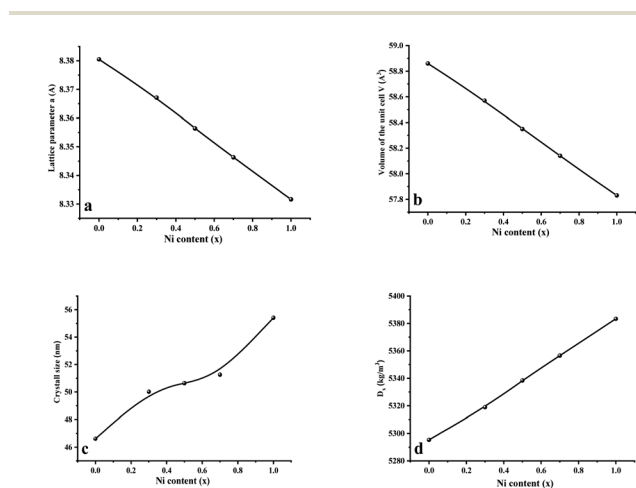 8.38
8.37
8.36
8.35
8.34
8.33
Lattice parameter a (A)
a
0.0 0.2 0.4 0.6 0.8 1.0
Ni content (x)
59.0
58.8
58.6
58.4
58.2
58.0
57.8
Volume of the unit cell V (A³)
b
0.0 0.2 0.4 0.6 0.8 1.0
Ni content (x)
56
54
52
50
48
46
Crystall size (nm)
c
0.0 0.2 0.4 0.6 0.8 1.0
Ni content (x)
5400
5380
5360
5340
5320
5300
5280
d
0.0 0.2 0.4 0.6 0.8 1.0
Ni content (x)